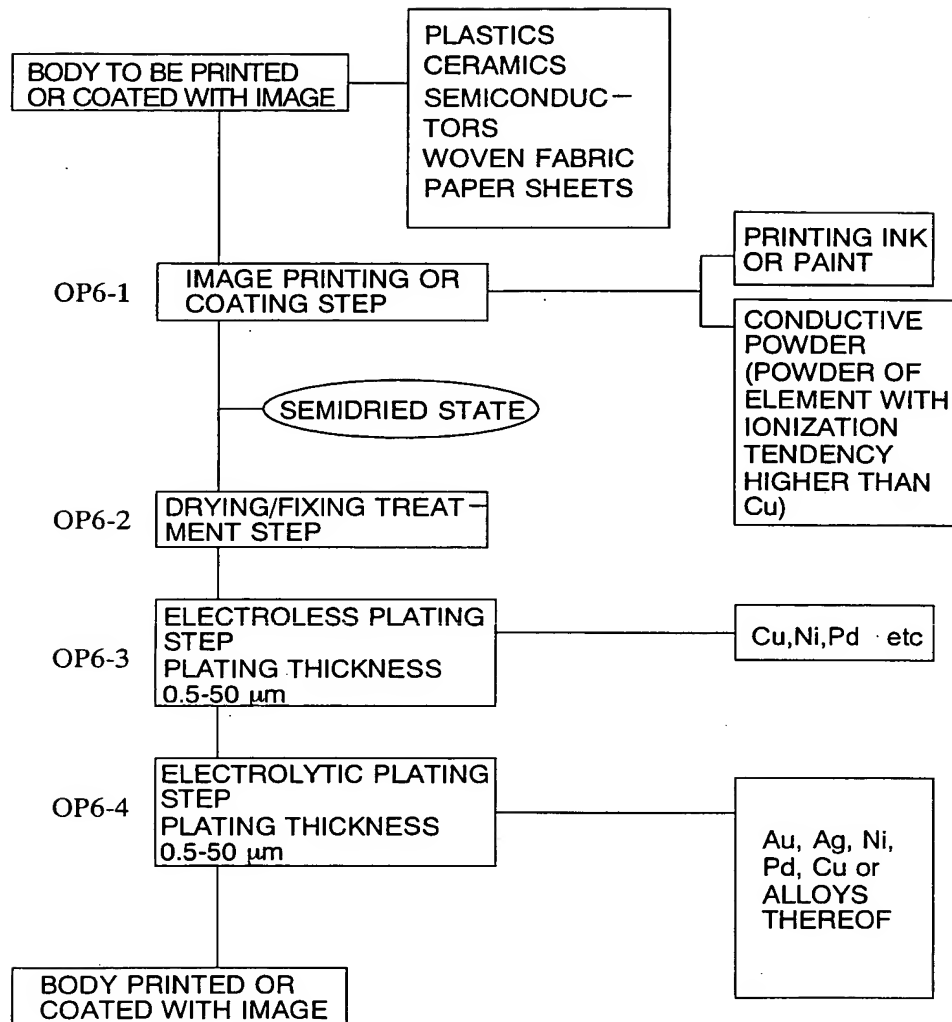 BODY TO BE PRINTED
OR COATED WITH IMAGE
PLASTICS
CERAMICS
SEMICONDUC-
TORS
WOVEN FABRIC
PAPER SHEETS
OP6-1
IMAGE PRINTING OR
COATING STEP
PRINTING INK
OR PAINT
CONDUCTIVE
POWDER
(POWDER OF
ELEMENT WITH
IONIZATION
TENDENCY
HIGHER THAN
Cu)
SEMIDRIED STATE
OP6-2
DRYING/FIXING TREAT-
MENT STEP
OP6-3
ELECTROLESS PLATING
STEP
PLATING THICKNESS
0.5-50 μm
Cu,Ni,Pd etc
OP6-4
ELECTROLYTIC PLATING
STEP
PLATING THICKNESS
0.5-50 μm
Au, Ag, Ni,
Pd, Cu or
ALLOYS
THEREOF
BODY PRINTED OR
COATED WITH IMAGE